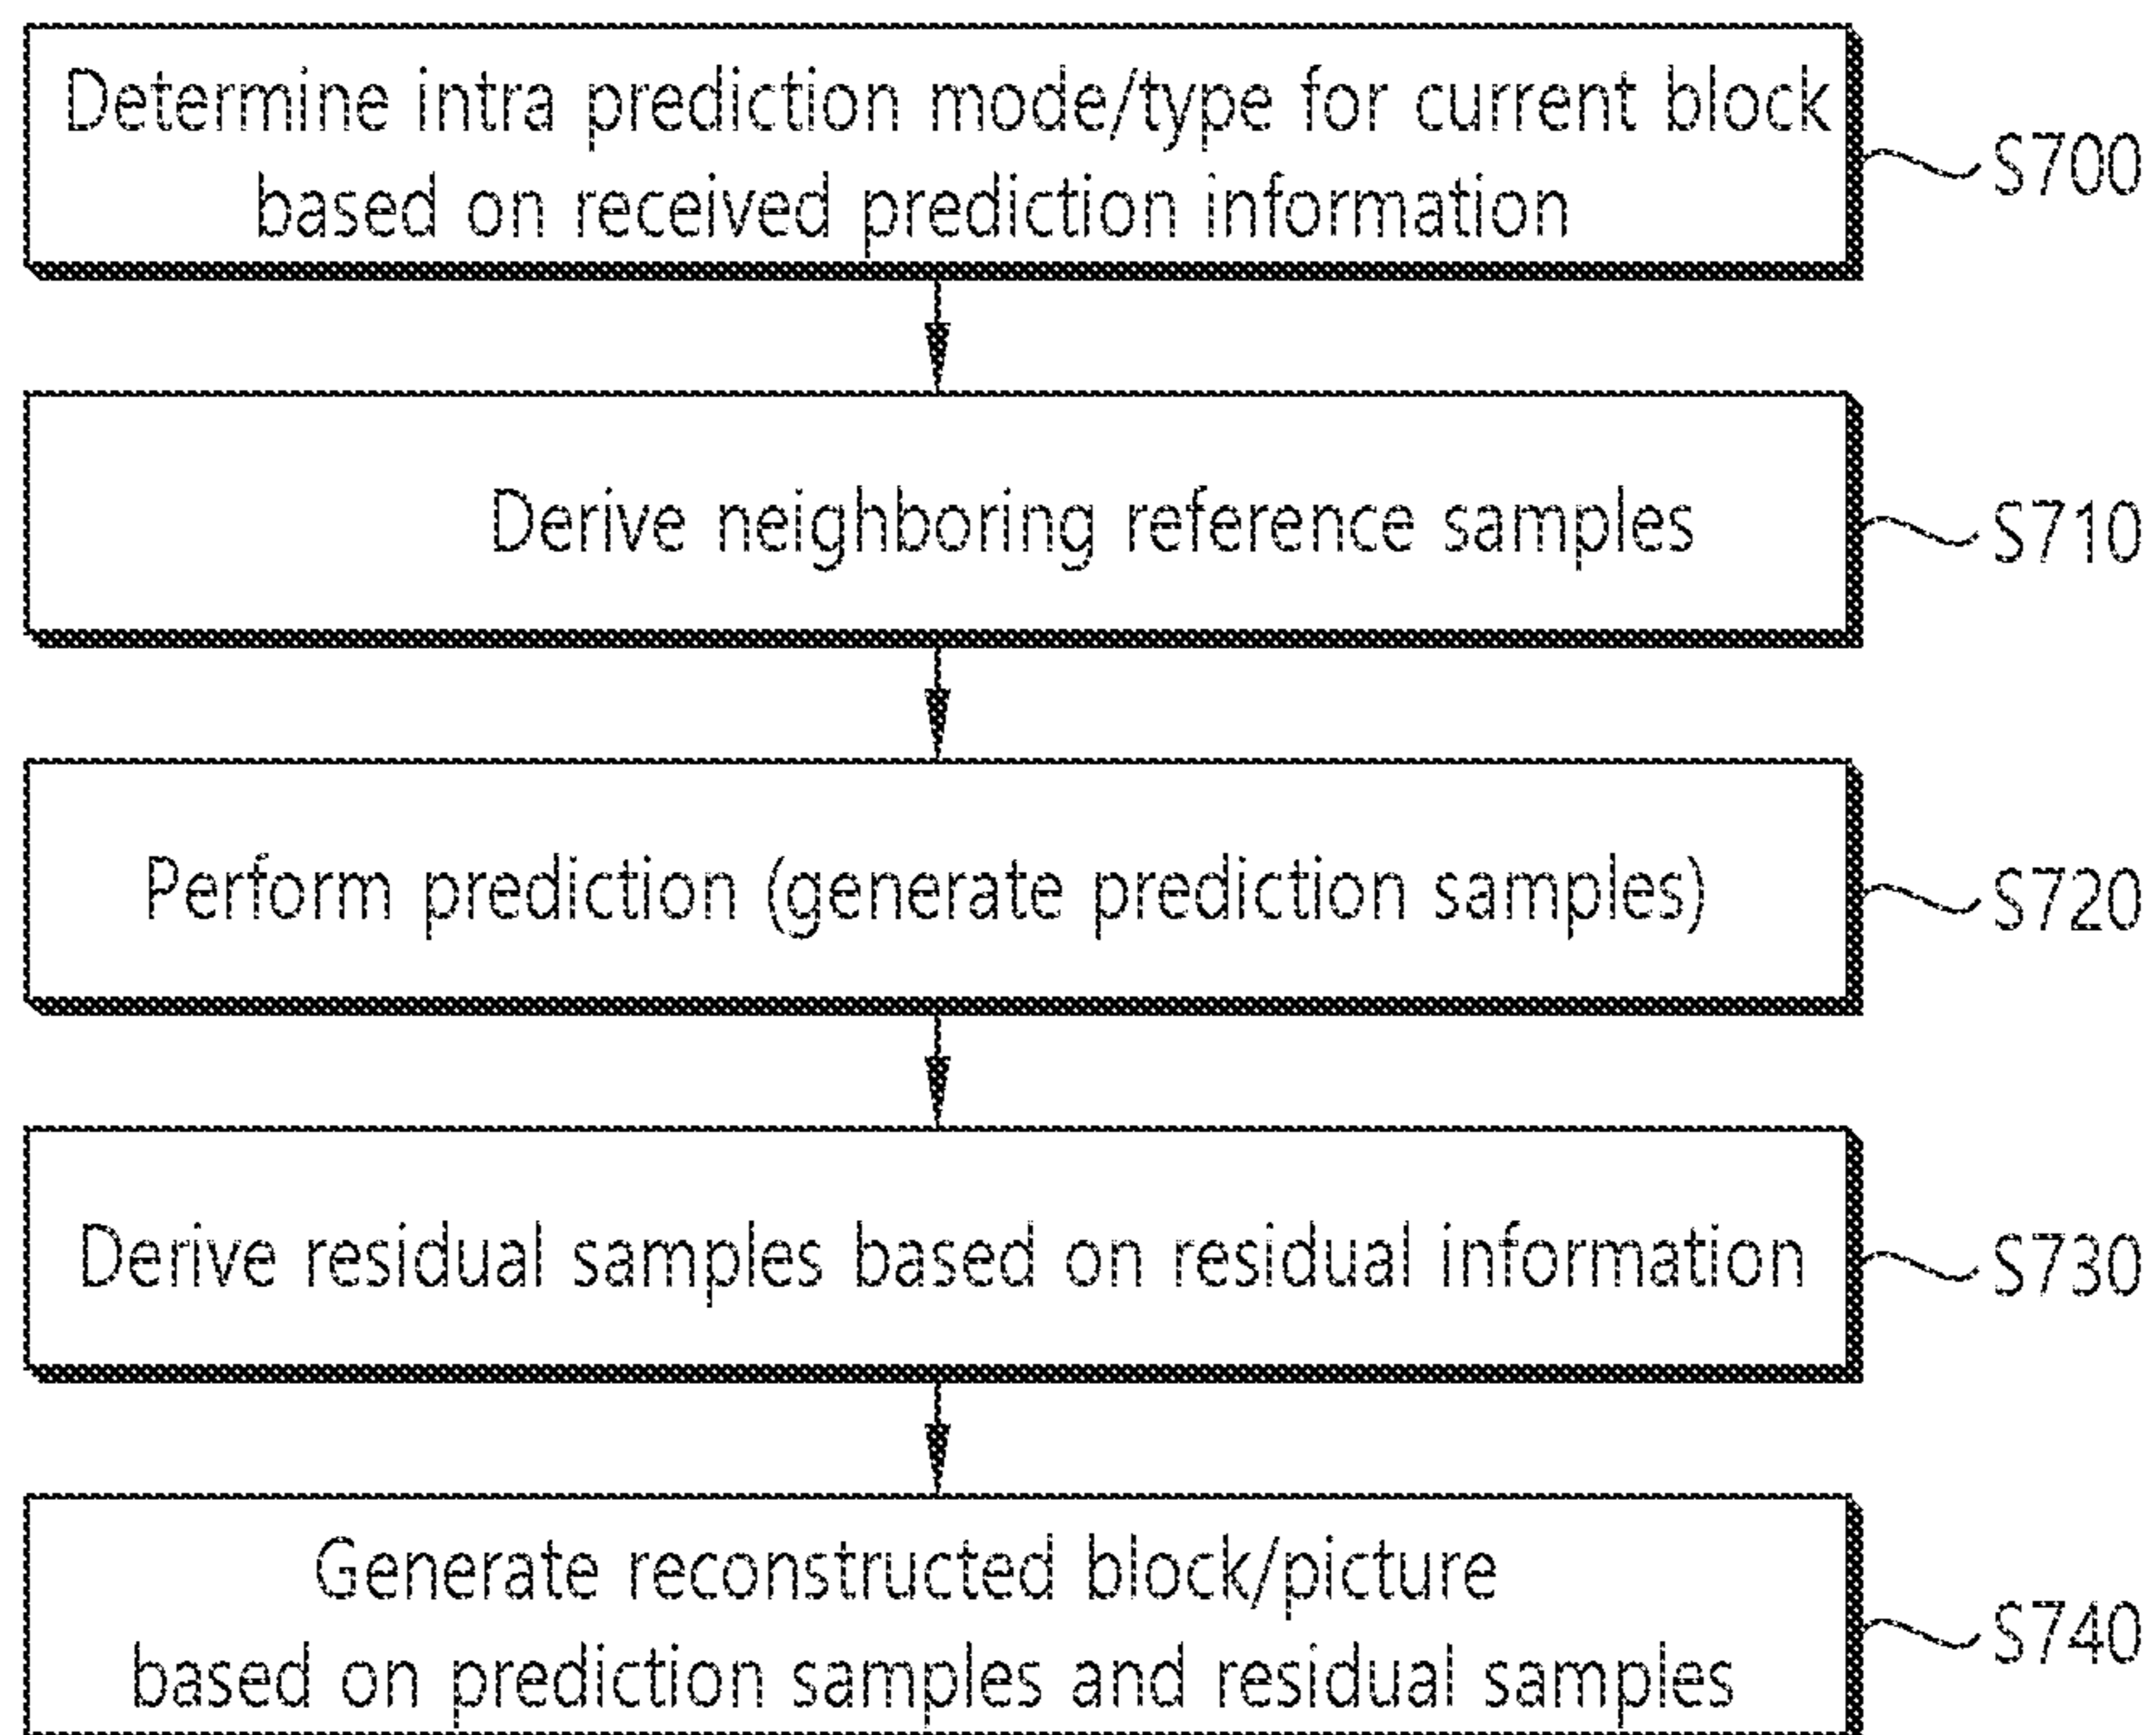 Determine intra prediction mode/type for current block
based on received prediction information
S700
Derive neighboring reference samples
S710
Perform prediction (generate prediction samples)
S720
Derive residual samples based on residual information
S730
Generate reconstructed block/picture
based on prediction samples and residual samples
S740